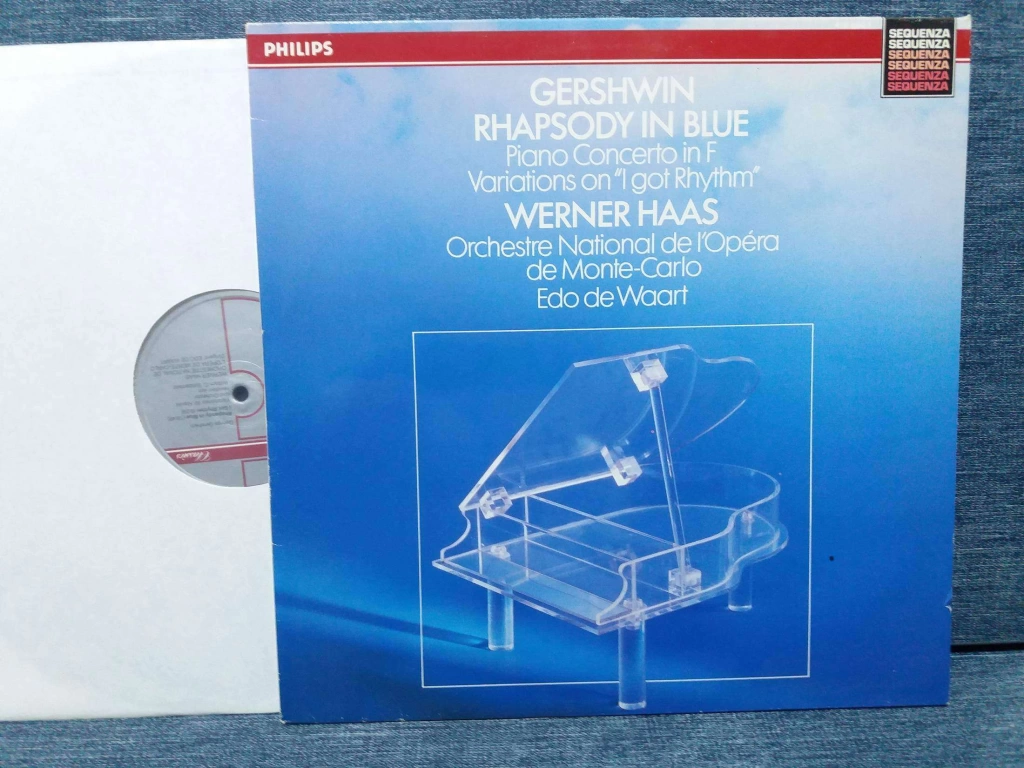 PHILIPS
SEQUENZA
SEQUENZA
SEQUENZA
SEQUENZA
SEQUENZA
SEQUENZA
GERSHWIN
RHAPSODY IN BLUE
Piano Concerto in F
Variations on "I got Rhythm"
WERNER HAAS
Orchestre National de l'Opéra
de Monte-Carlo
Edo de Waart
Classics